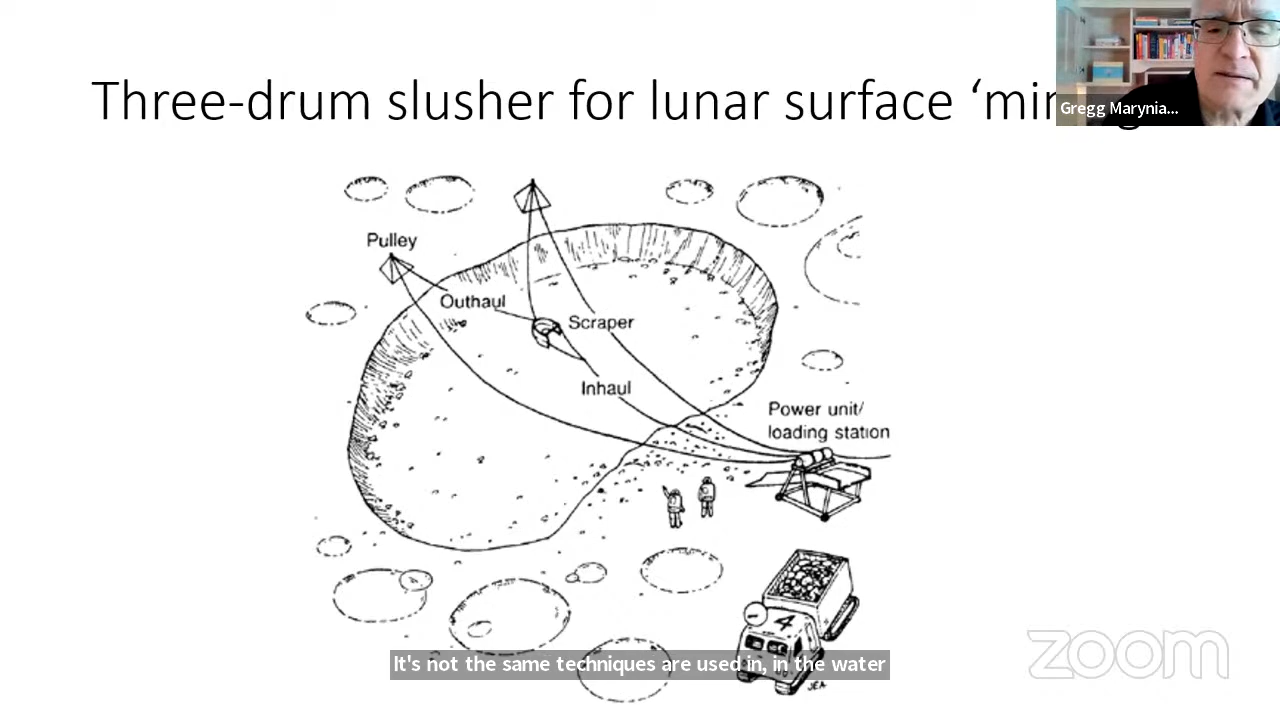 Three-drum slusher for lunar surface ‘min
Gregg Marynia...
Pulley
Outhaul
Scraper
Inhaul
Power unit/
loading station
4
JEA
It's not the same techniques are used in, in the water
zoom